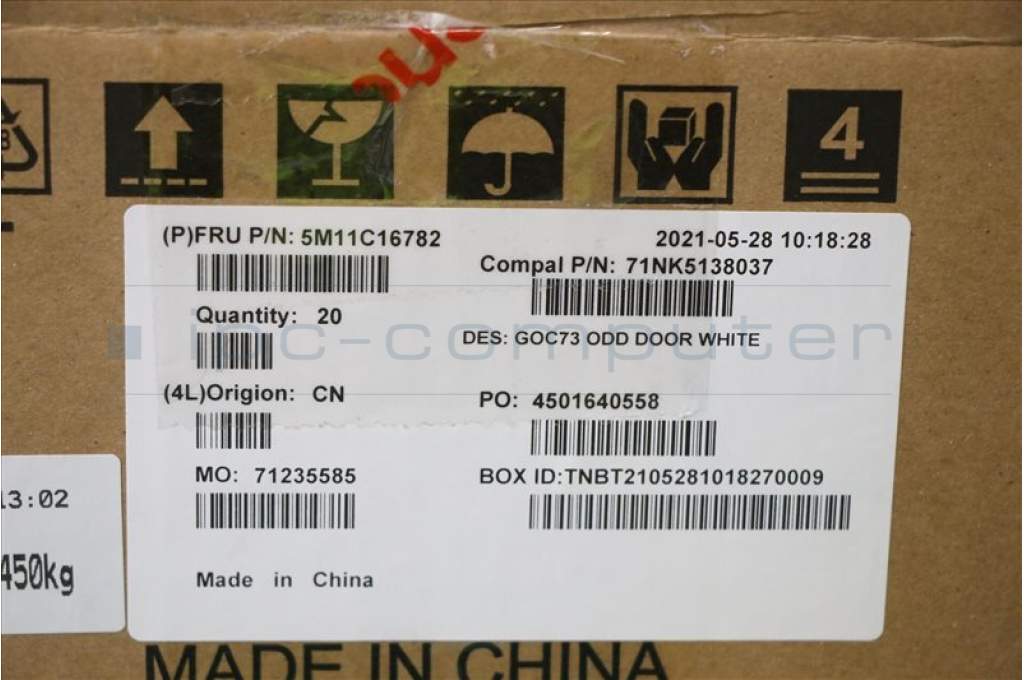 4
(P)FRU P/N: 5M11C16782
2021-05-28 10:18:28
Compal P/N: 71NK5138037
Quantity: 20
DES: GOC73 ODD DOOR WHITE
ipc-computer
(4L)Origion: CN
PO: 4501640558
MO: 71235585
BOX ID:TNBT2105281018270009
Made in China
13:02
450kg
MADE IN CHINA